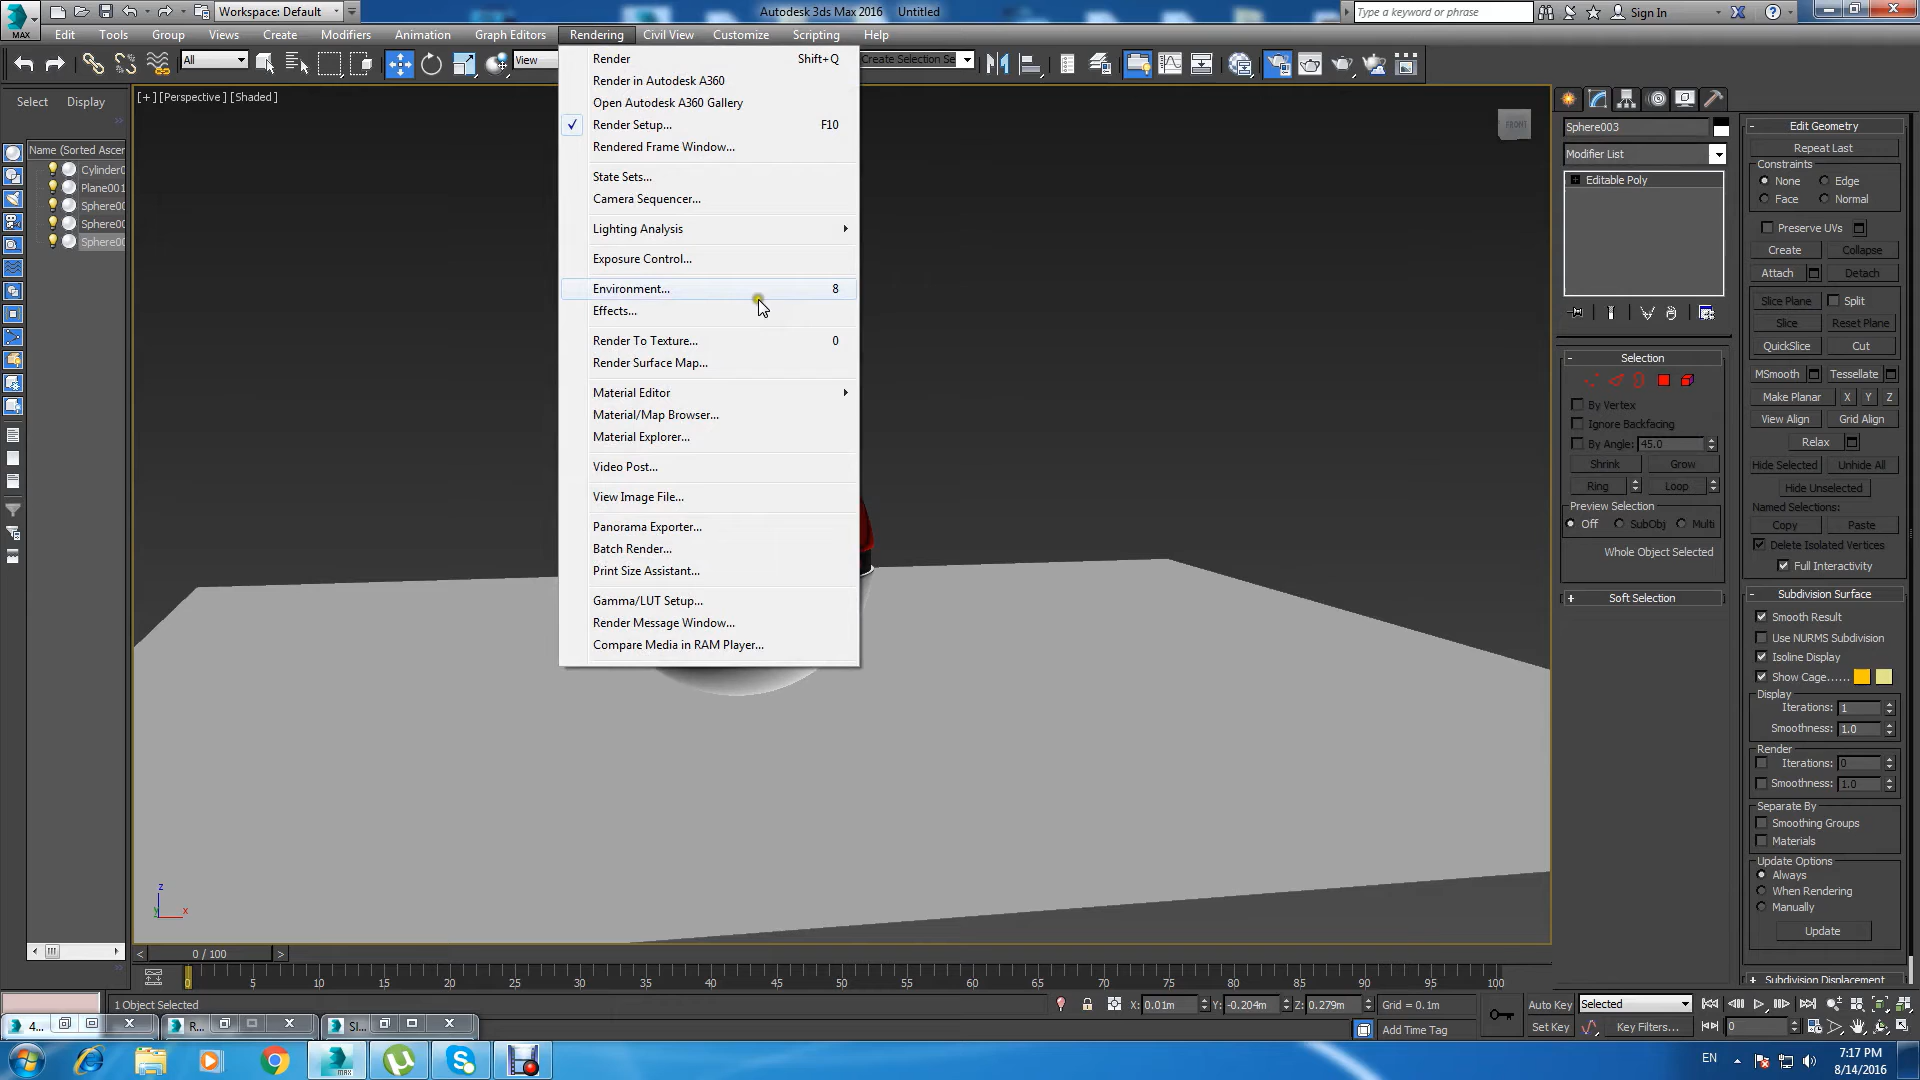 Workspace: Default
Autodesk 3ds Max 2016 Untitled
Type a keyword or phrase
Sign In
MAX
Edit Tools Group Views Create Modifiers Animation Graph Editors Rendering Civil View Customize Scripting Help
All
View
Create Selection Se
Select Display
Name (Sorted Ascer
Cylinder0
Plane001
Sphere00
Sphere00
Sphere00
[+] [Perspective] [Shaded]
FRONT
Render Shift+Q
Render in Autodesk A360
Open Autodesk A360 Gallery
Render Setup... F10
Rendered Frame Window...
State Sets...
Camera Sequencer...
Lighting Analysis
Exposure Control...
Environment... 8
Effects...
Render To Texture... 0
Render Surface Map...
Material Editor
Material/Map Browser...
Material Explorer...
Video Post...
View Image File...
Panorama Exporter...
Batch Render...
Print Size Assistant...
Gamma/LUT Setup...
Render Message Window...
Compare Media in RAM Player...
Sphere003
Modifier List
Editable Poly
Selection
By Vertex
Ignore Backfacing
By Angle: 45.0
Shrink Grow
Ring Loop
Preview Selection
Off SubObj Multi
Whole Object Selected
+ Soft Selection
Edit Geometry
Repeat Last
Constraints
None Edge
Face Normal
Preserve UVs
Create Collapse
Attach Detach
Slice Plane Split
Slice Reset Plane
QuickSlice Cut
MSmooth Tessellate
Make Planar X Y Z
View Align Grid Align
Relax
Hide Selected Unhide All
Hide Unselected
Named Selections:
Copy Paste
Delete Isolated Vertices
Full Interactivity
Subdivision Surface
Smooth Result
Use NURMS Subdivision
Isoline Display
Show Cage......
Display
Iterations: 1
Smoothness: 1.0
Render
Iterations: 0
Smoothness: 1.0
Separate By
Smoothing Groups
Materials
Update Options
Always
When Rendering
Manually
Update
Subdivision Displacement
z
y x
< 0 / 100 >
0 5 10 15 20 25 30 35 40 45 50 55 60 65 70 75 80 85 90 95 100
1 Object Selected
X: 0.01m Y: -0.204m Z: 0.279m Grid = 0.1m
Auto Key Selected
Add Time Tag
Set Key Key Filters... 0
4... R... Sl...
EN
7:17 PM
8/14/2016